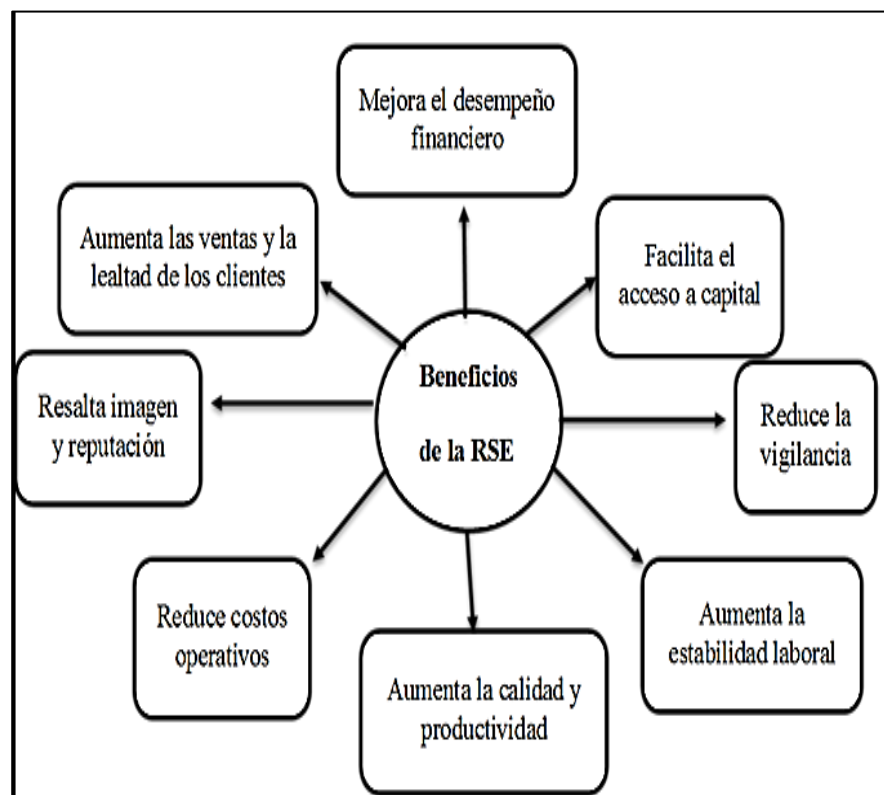 Mejora el desempeño
financiero
Aumenta las ventas y la
lealtad de los clientes
Facilita el
acceso a capital
Beneficios
de la RSE
Resalta imagen
y reputación
Reduce la
vigilancia
Reduce costos
operativos
Aumenta la
estabilidad laboral
Aumenta la calidad y
productividad